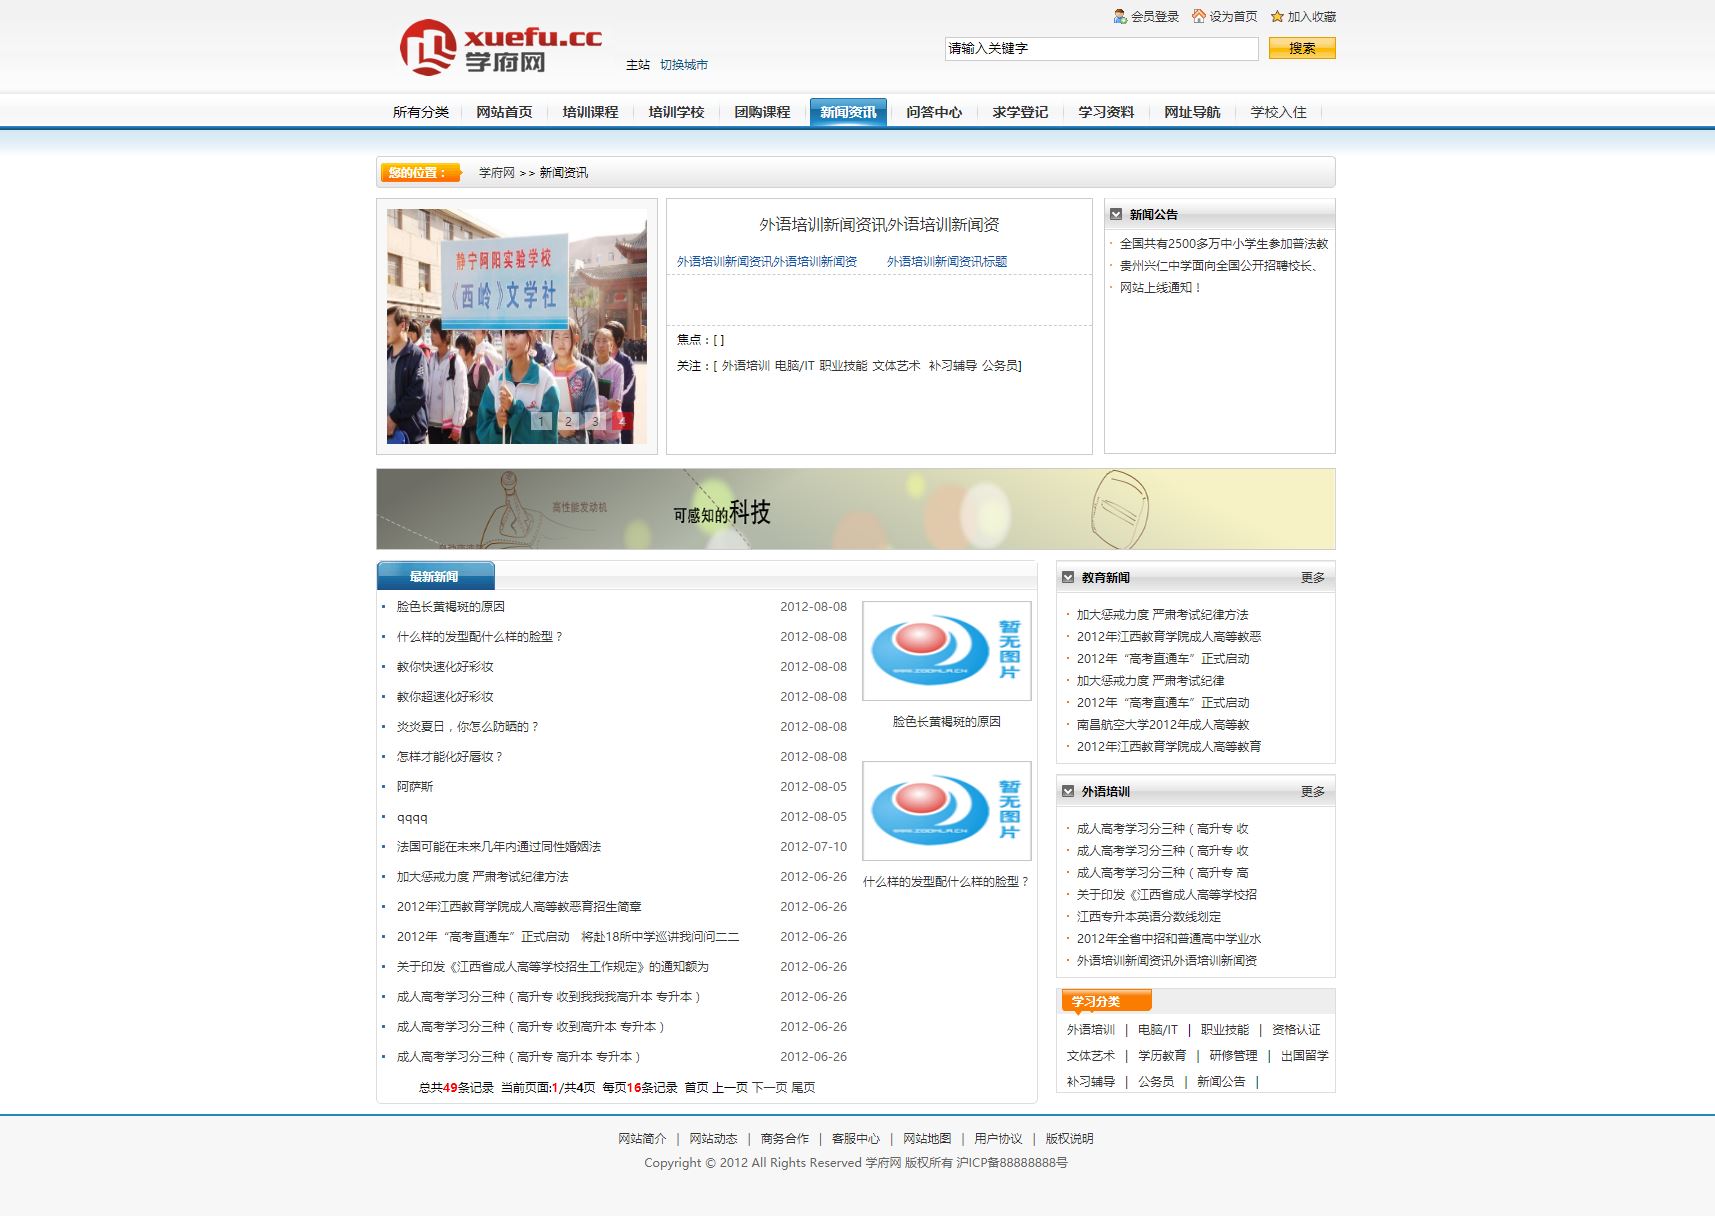 会员登录 设为首页 加入收藏
xuefu.cc
学府网
主站 切换城市
请输入关键字 搜索
所有分类 网站首页 培训课程 培训学校 团购课程 新闻资讯 问答中心 求学登记 学习资料 网址导航 学校入住
您的位置： 学府网 >> 新闻资讯
静宁阿阳实验学校
《西岭》文学社
1 2 3 4
外语培训新闻资讯外语培训新闻资
外语培训新闻资讯外语培训新闻资 外语培训新闻资讯标题
焦点：[ ]
关注：[ 外语培训 电脑/IT 职业技能 文体艺术 补习辅导 公务员]
新闻公告
全国共有2500多万中小学生参加普法教
贵州兴仁中学面向全国公开招聘校长、
网站上线通知！
高性能发动机
可感知的科技
最新新闻
脸色长黄褐斑的原因 2012-08-08
什么样的发型配什么样的脸型？ 2012-08-08
教你快速化好彩妆 2012-08-08
教你超速化好彩妆 2012-08-08
炎炎夏日，你怎么防晒的？ 2012-08-08
怎样才能化好唇妆？ 2012-08-08
阿萨斯 2012-08-05
qqqq 2012-08-05
法国可能在未来几年内通过同性婚姻法 2012-07-10
加大惩戒力度 严肃考试纪律方法 2012-06-26
2012年江西教育学院成人高等教恶育招生简章 2012-06-26
2012年“高考直通车”正式启动 将赴18所中学巡讲我问问二二 2012-06-26
关于印发《江西省成人高等学校招生工作规定》的通知额为 2012-06-26
成人高考学习分三种（高升专 收到我我我高升本 专升本） 2012-06-26
成人高考学习分三种（高升专 收到高升本 专升本） 2012-06-26
成人高考学习分三种（高升专 高升本 专升本） 2012-06-26
总共49条记录 当前页面:1/共4页 每页16条记录 首页 上一页 下一页 尾页
暂无图片
WWW.ZOOMLA.CN
脸色长黄褐斑的原因
暂无图片
WWW.ZOOMLA.CN
什么样的发型配什么样的脸型？
教育新闻 更多
加大惩戒力度 严肃考试纪律方法
2012年江西教育学院成人高等教恶
2012年“高考直通车”正式启动
加大惩戒力度 严肃考试纪律
2012年“高考直通车”正式启动
南昌航空大学2012年成人高等教
2012年江西教育学院成人高等教育
外语培训 更多
成人高考学习分三种（高升专 收
成人高考学习分三种（高升专 收
成人高考学习分三种（高升专 高
关于印发《江西省成人高等学校招
江西专升本英语分数线划定
2012年全省中招和普通高中学业水
外语培训新闻资讯外语培训新闻资
学习分类
外语培训 | 电脑/IT | 职业技能 | 资格认证
文体艺术 | 学历教育 | 研修管理 | 出国留学
补习辅导 | 公务员 | 新闻公告 |
网站简介 | 网站动态 | 商务合作 | 客服中心 | 网站地图 | 用户协议 | 版权说明
Copyright © 2012 All Rights Reserved 学府网 版权所有 沪ICP备88888888号